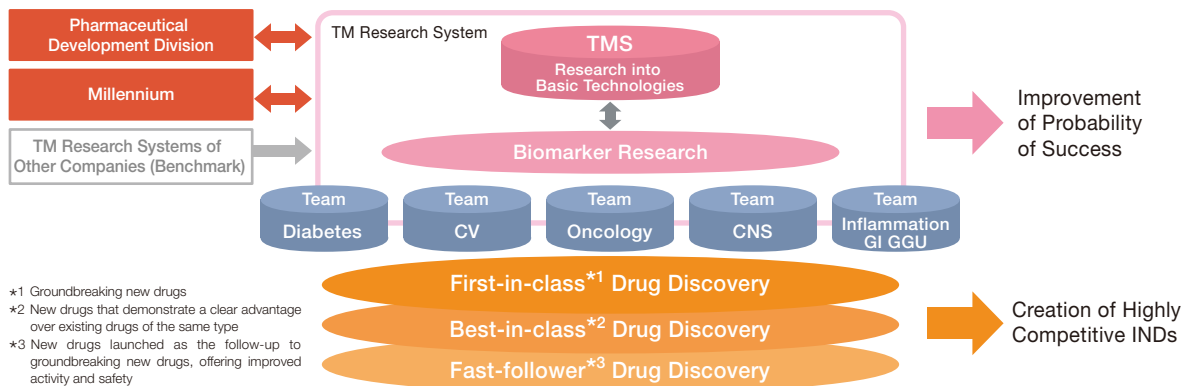 Pharmaceutical
Development Division
Millennium
TM Research Systems of
Other Companies (Benchmark)
TM Research System
TMS
Research into
Basic Technologies
Biomarker Research
Team
Diabetes
Team
CV
Team
Oncology
Team
CNS
Team
Inflammation
GI GGU
Improvement
of Probability
of Success
First-in-class*1 Drug Discovery
Best-in-class*2 Drug Discovery
Fast-follower*3 Drug Discovery
Creation of Highly
Competitive INDs
*1 Groundbreaking new drugs
*2 New drugs that demonstrate a clear advantage
over existing drugs of the same type
*3 New drugs launched as the follow-up to
groundbreaking new drugs, offering improved
activity and safety